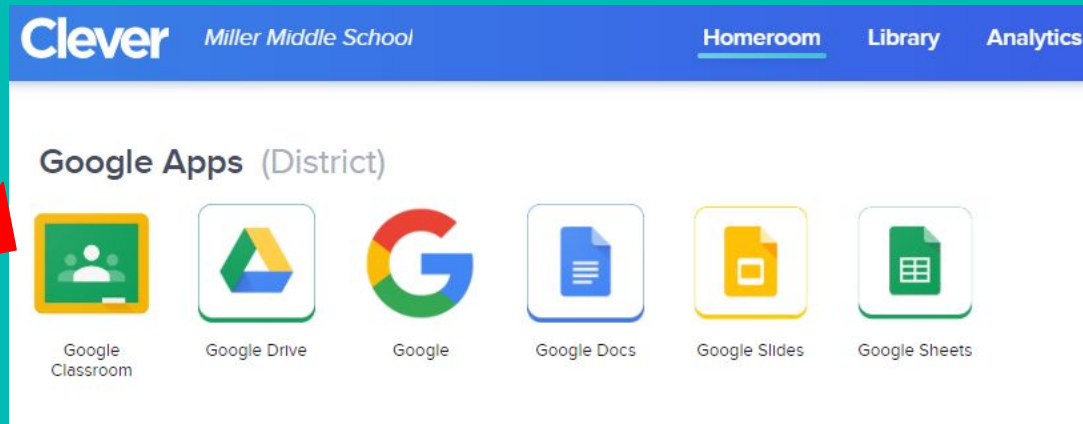 Clever Miller Middle School Homeroom Library Analytics
Google Apps (District)
Google Classroom
Google Drive
Google
Google Docs
Google Slides
Google Sheets